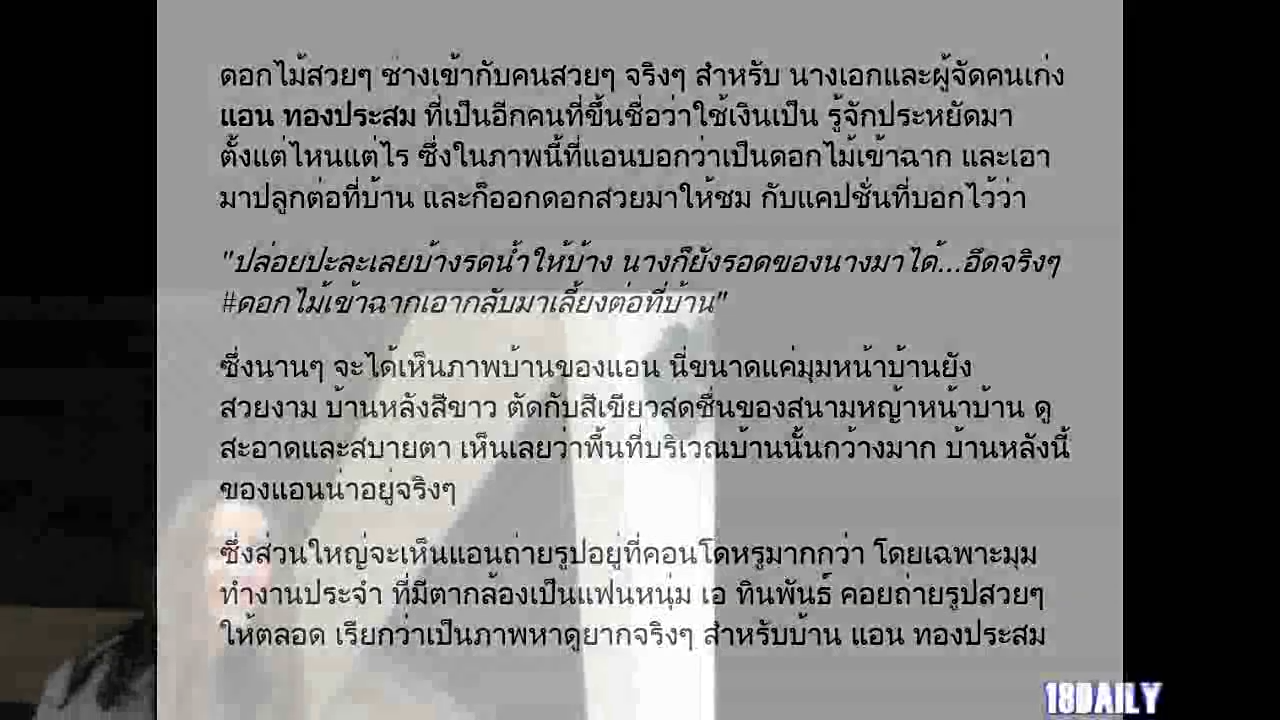 ดอกไม้สวยๆ ช่างเข้ากับคนสวยๆ จริงๆ สำหรับ นางเอกและผู้จัดคนเก่ง
แอน ทองประสม ที่เป็นอีกคนที่ขึ้นชื่อว่าใช้เงินเป็น รู้จักประหยัดมา
ตั้งแต่ไหนแต่ไร ซึ่งในภาพนี้ที่แอนบอกว่าเป็นดอกไม้เข้าฉาก และเอา
มาปลูกต่อที่บ้าน และก็ออกดอกสวยมาให้ชม กับแคปชั่นที่บอกไว้ว่า
"ปล่อยปะละเลยบ้างรดน้ำให้บ้าง นางก็ยังรอดของนางมาได้...อึดจริงๆ
#ดอกไม้เข้าฉากเอากลับมาเลี้ยงต่อที่บ้าน"
ซึ่งนานๆ จะได้เห็นภาพบ้านของแอน นี่ขนาดแค่มุมหน้าบ้านยัง
สวยงาม บ้านหลังสีขาว ตัดกับสีเขียวสดชื่นของสนามหญ้าหน้าบ้าน ดู
สะอาดและสบายตา เห็นเลยว่าพื้นที่บริเวณบ้านนั้นกว้างมาก บ้านหลังนี้
ของแอนน่าอยู่จริงๆ
ซึ่งส่วนใหญ่จะเห็นแอนถ่ายรูปอยู่ที่คอนโดหรูมากกว่า โดยเฉพาะมุม
ทำงานประจำ ที่มีตากล้องเป็นแฟนหนุ่ม เอ ทินพันธ์ คอยถ่ายรูปสวยๆ
ให้ตลอด เรียกว่าเป็นภาพหาดูยากจริงๆ สำหรับบ้าน แอน ทองประสม
18DAILY